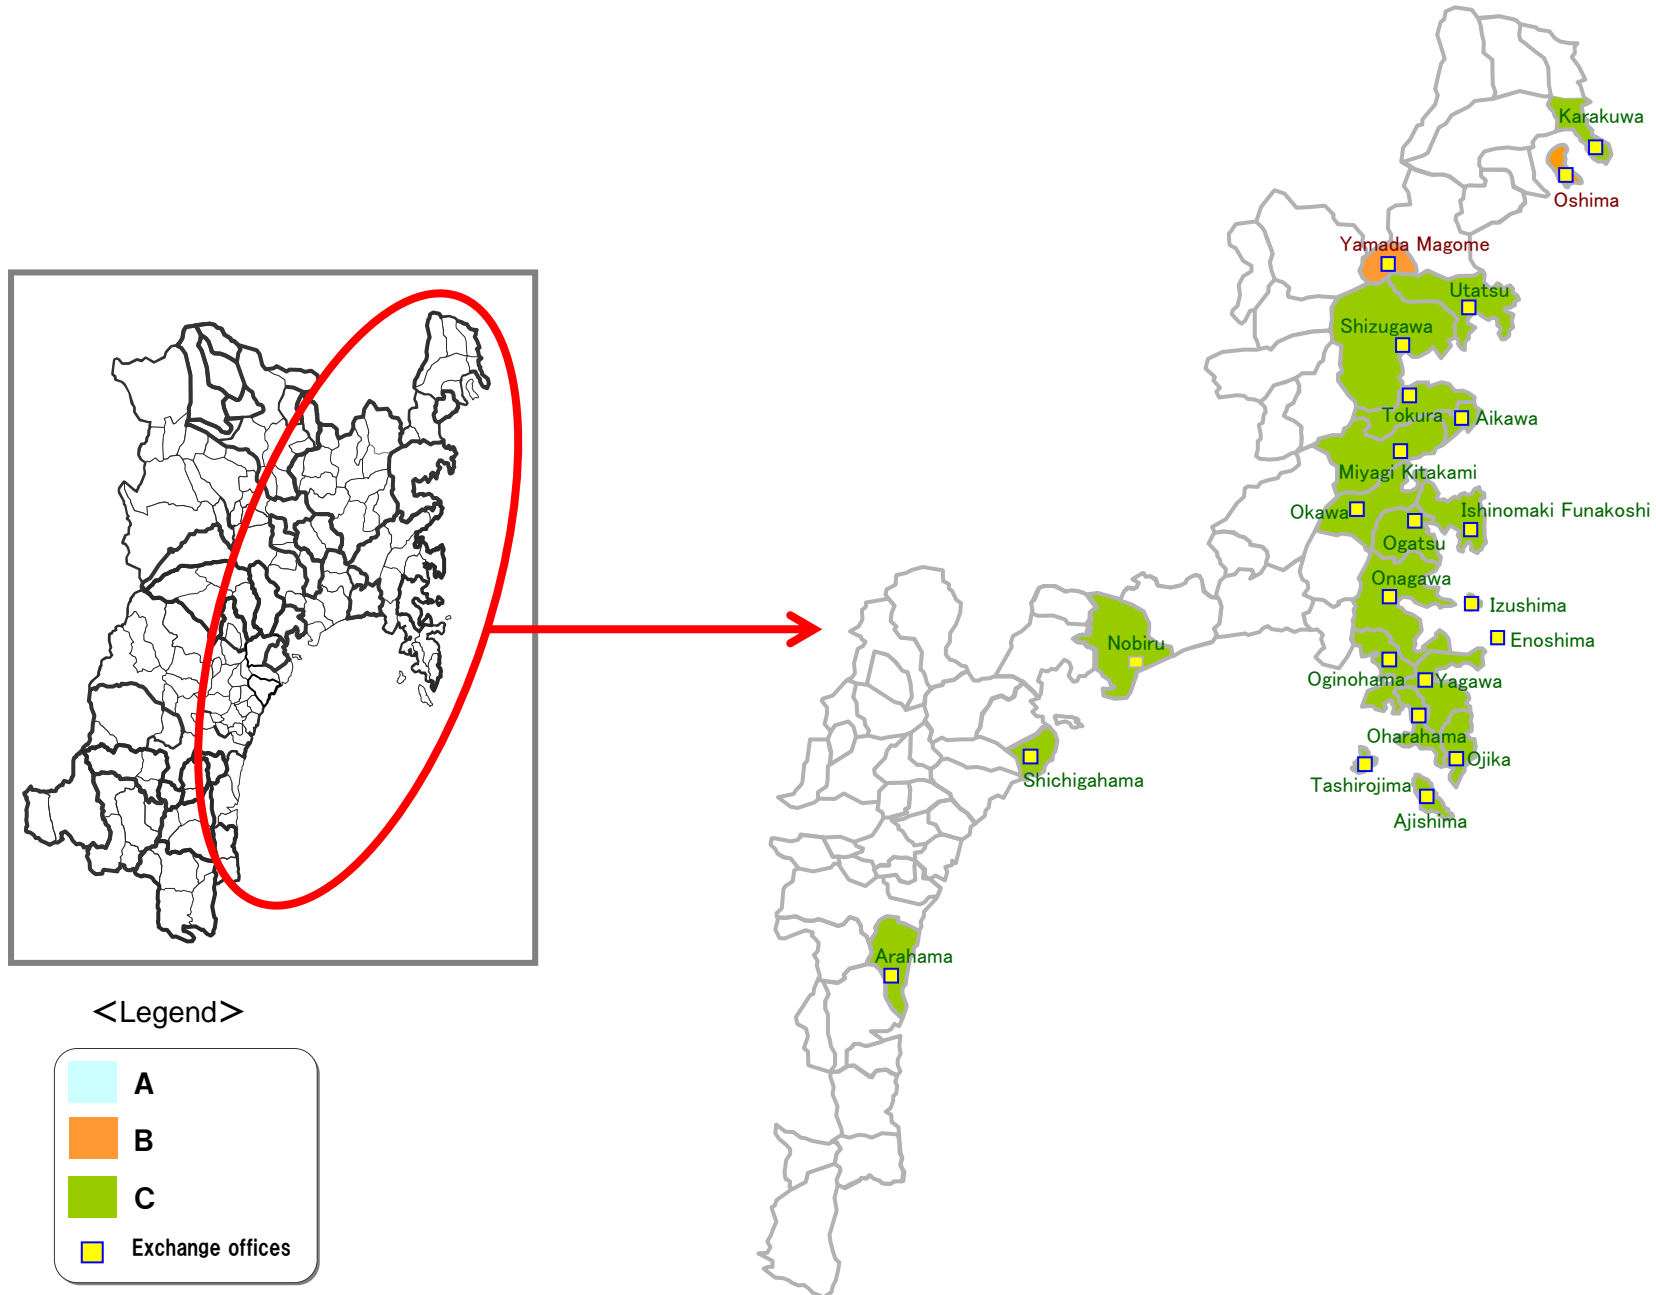 Karakuwa
Oshima
Yamada Magome
Utatsu
Shizugawa
Tokura
Aikawa
Miyagi Kitakami
Okawa
Ishinomaki Funakoshi
Ogatsu
Onagawa
Izushima
Enoshima
Nobiru
Oginohama
Yagawa
Oharahama
Ojika
Shichigahama
Tashirojima
Ajishima
Arahama
<Legend>
A
B
C
Exchange offices